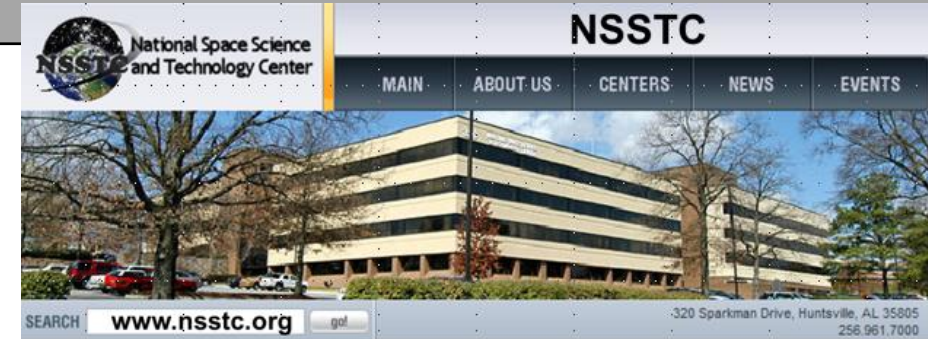 NSSTC
National Space Science
and Technology Center
NSSTC
MAIN
ABOUT US
CENTERS
NEWS
EVENTS
SEARCH
www.nsstc.org
go!
320 Sparkman Drive, Huntsville, AL 35805
256.961.7000